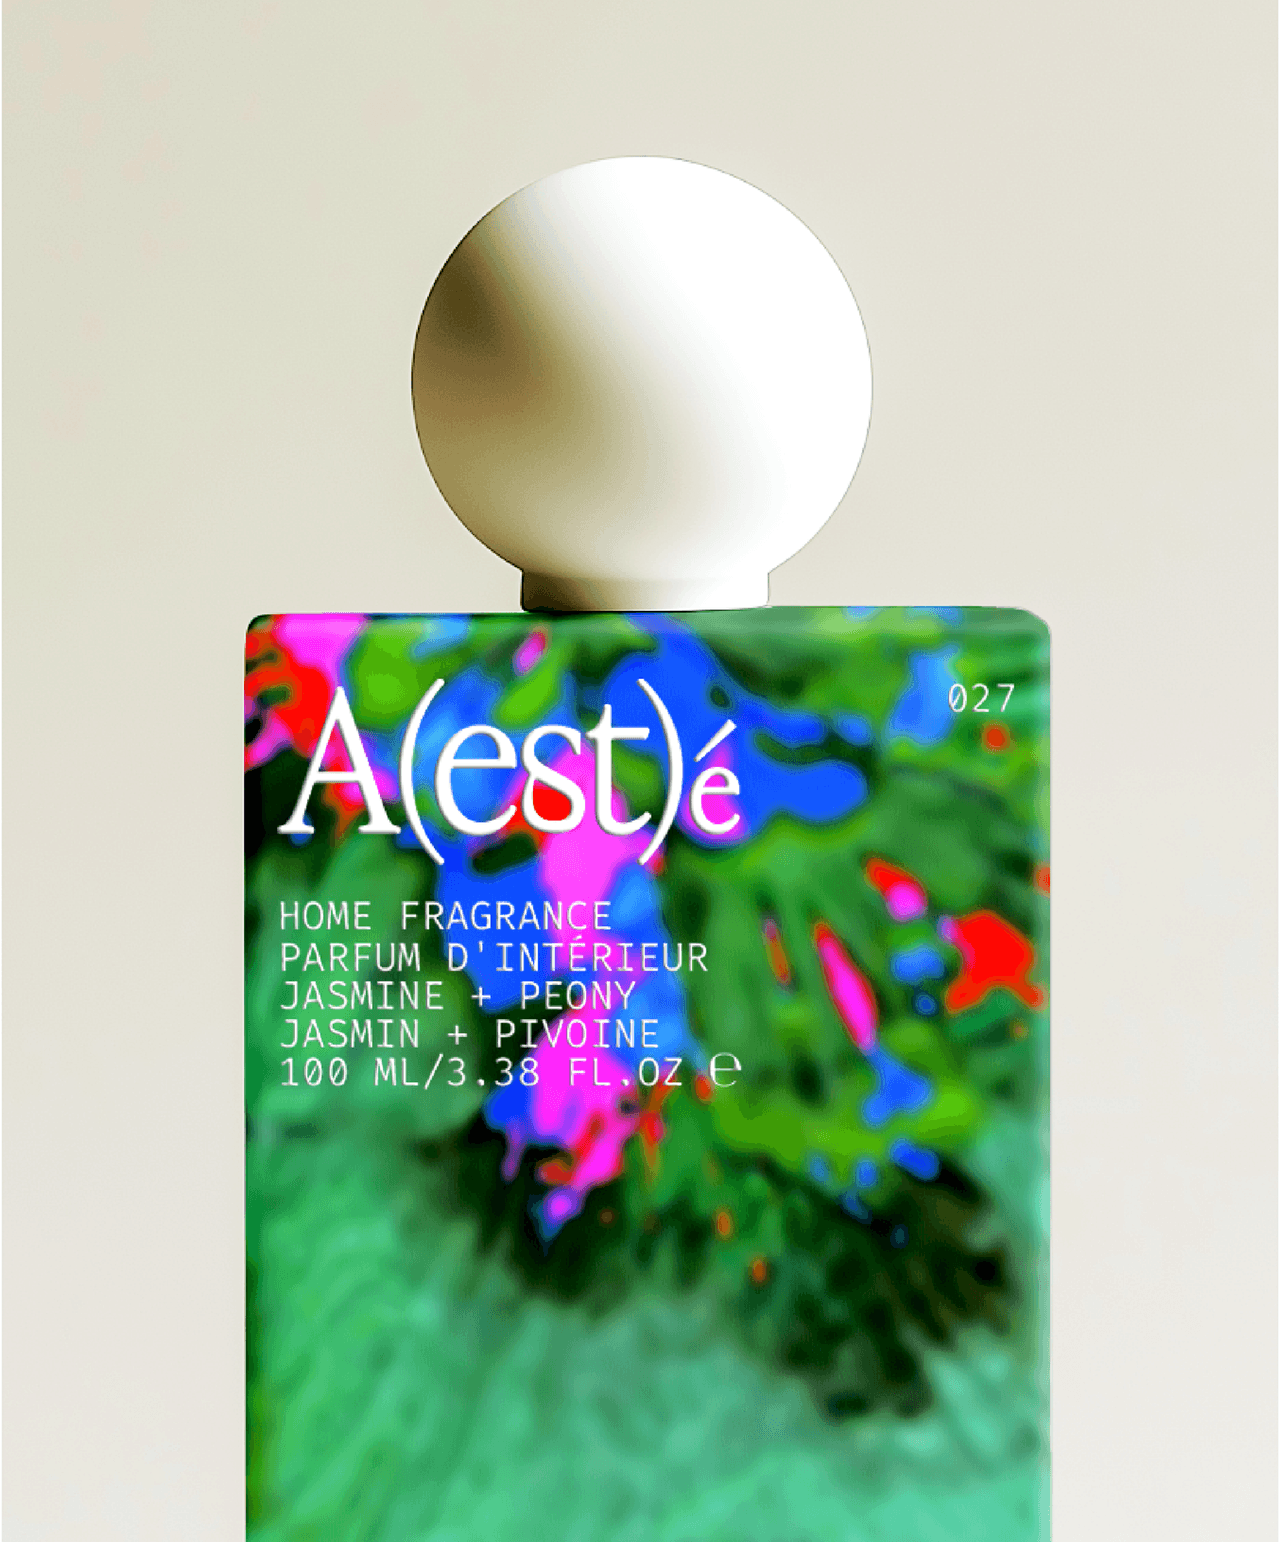 A(est)é
027
HOME FRAGRANCE
PARFUM D'INTÉRIEUR
JASMINE + PEONY
JASMIN + PIVOINE
100 ML/3.38 FL.OZ ℮